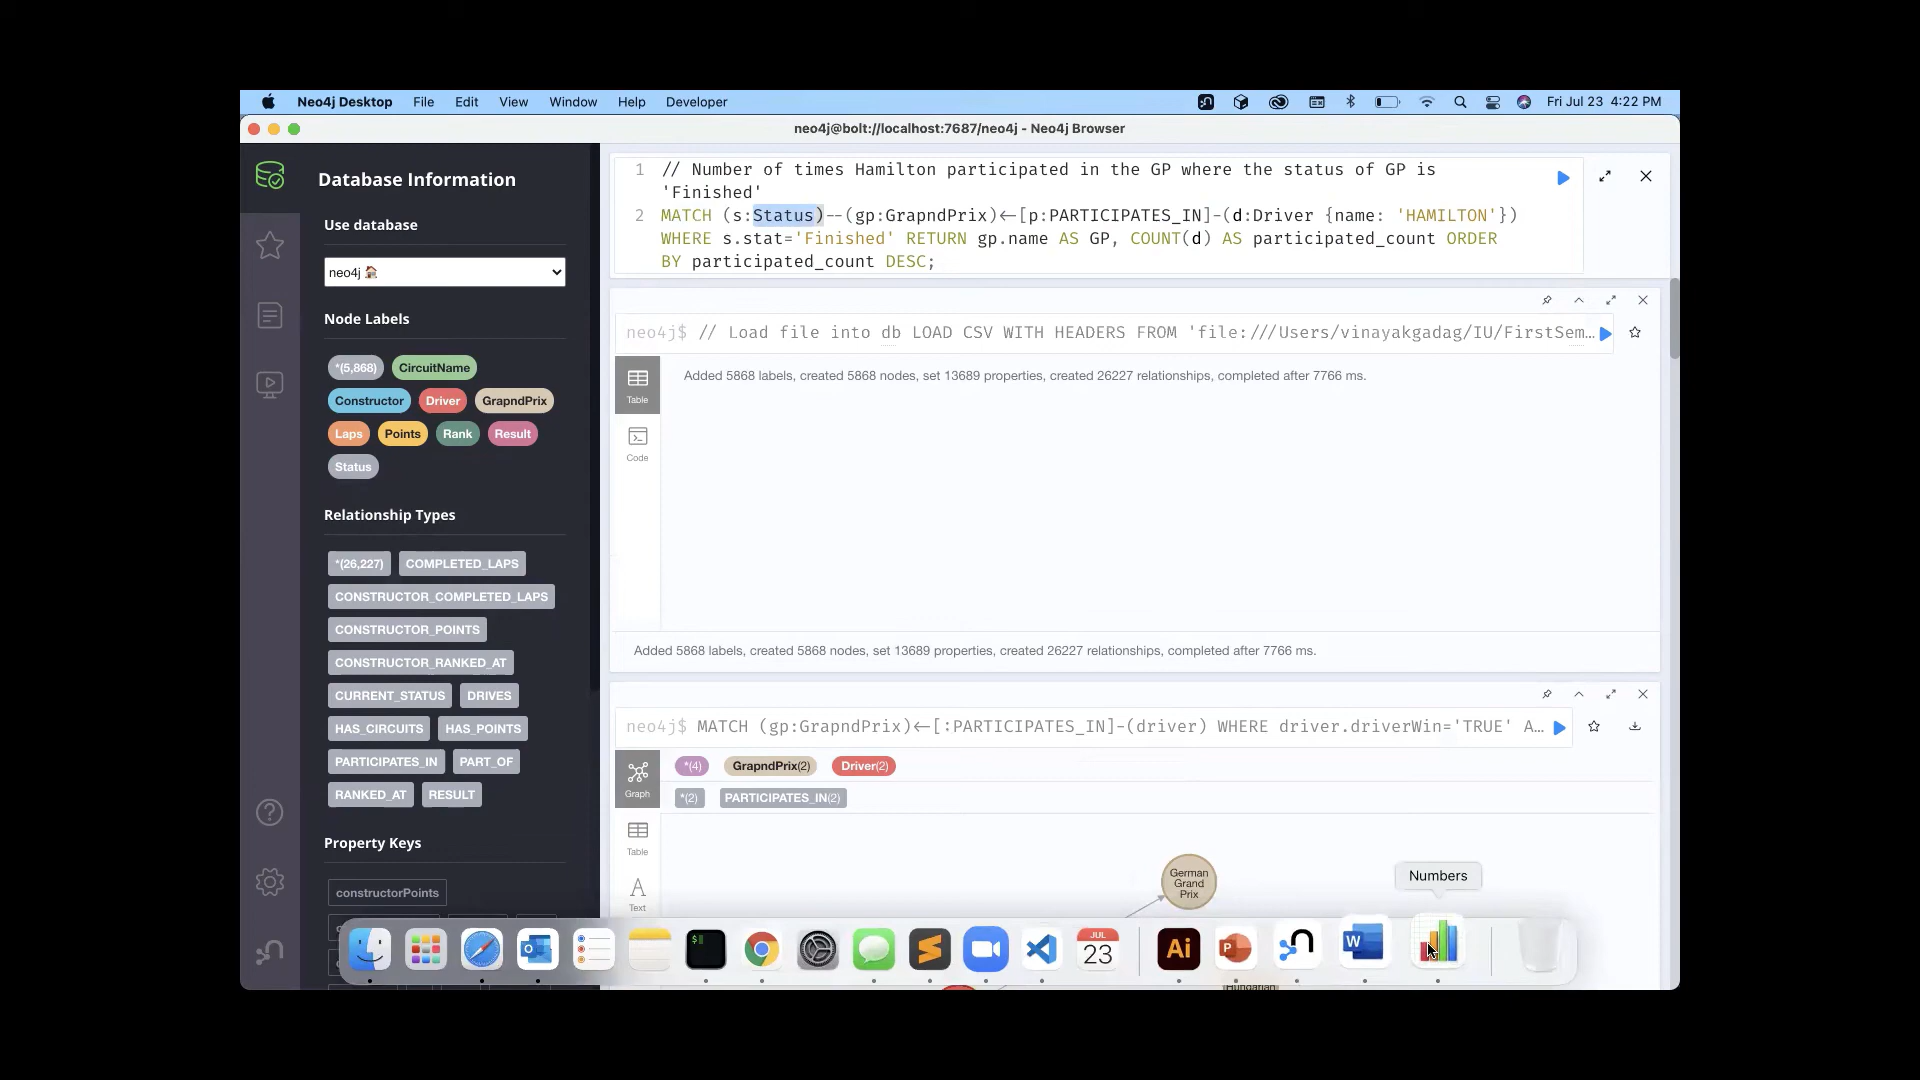 Neo4j Desktop File Edit View Window Help Developer Fri Jul 23 4:22 PM
neo4j@bolt://localhost:7687/neo4j - Neo4j Browser
Database Information
Use database
neo4j
Node Labels
*(5,868) CircuitName
Constructor Driver GrapndPrix
Laps Points Rank Result
Status
Relationship Types
*(26,227) COMPLETED_LAPS
CONSTRUCTOR_COMPLETED_LAPS
CONSTRUCTOR_POINTS
CONSTRUCTOR_RANKED_AT
CURRENT_STATUS DRIVES
HAS_CIRCUITS HAS_POINTS
PARTICIPATES_IN PART_OF
RANKED_AT RESULT
Property Keys
constructorPoints
1 // Number of times Hamilton participated in the GP where the status of GP is
'Finished'
2 MATCH (s:Status)--(gp:GrapndPrix)<-[p:PARTICIPATES_IN]-(d:Driver {name: 'HAMILTON'})
WHERE s.stat='Finished' RETURN gp.name AS GP, COUNT(d) AS participated_count ORDER
BY participated_count DESC;
neo4j$ // Load file into db LOAD CSV WITH HEADERS FROM 'file:///Users/vinayakgadag/IU/FirstSem…
Table
Code
Added 5868 labels, created 5868 nodes, set 13689 properties, created 26227 relationships, completed after 7766 ms.
Added 5868 labels, created 5868 nodes, set 13689 properties, created 26227 relationships, completed after 7766 ms.
neo4j$ MATCH (gp:GrapndPrix)<-[:PARTICIPATES_IN]-(driver) WHERE driver.driverWin='TRUE' A…
Graph
Table
Text
*(4) GrapndPrix(2) Driver(2)
*(2) PARTICIPATES_IN(2)
German
Grand
Prix
Numbers
JUL
23
Ai
P
W
$